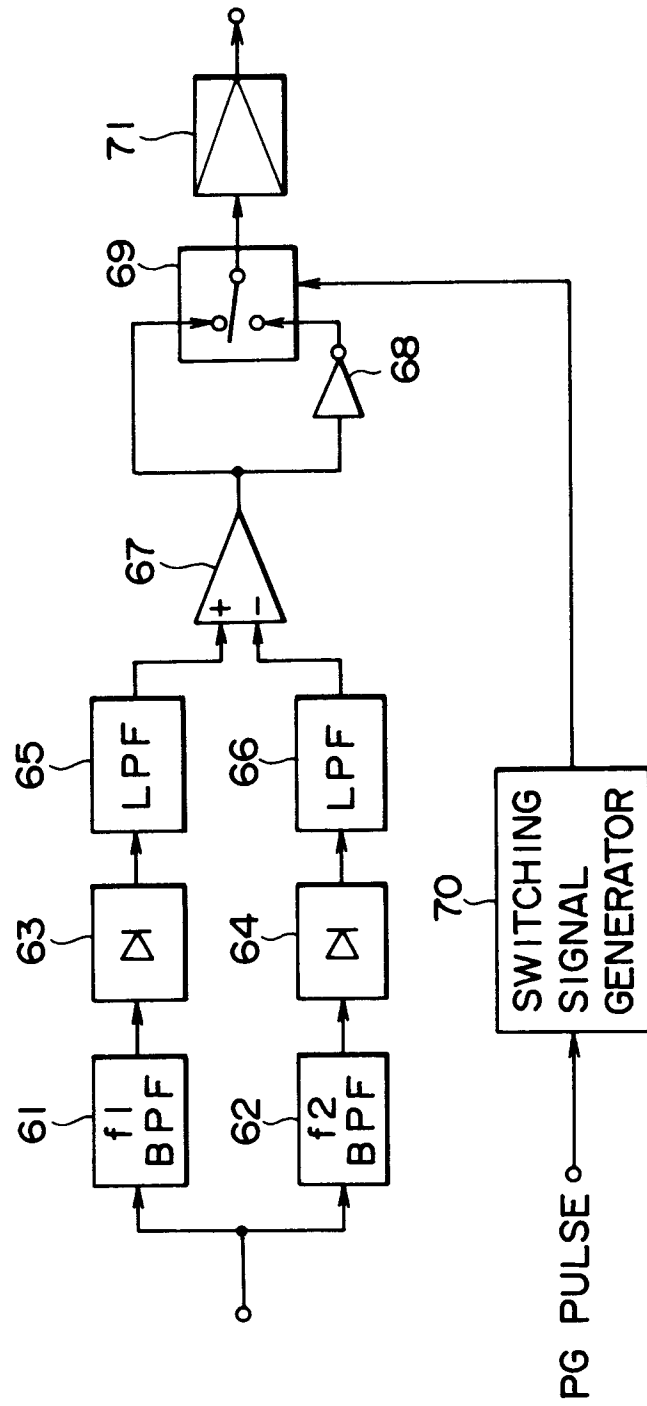 61
f1
BPF
63
65
LPF
62
f2
BPF
64
66
LPF
67
+
-
68
69
71
70
SWITCHING
SIGNAL
GENERATOR
PG PULSE